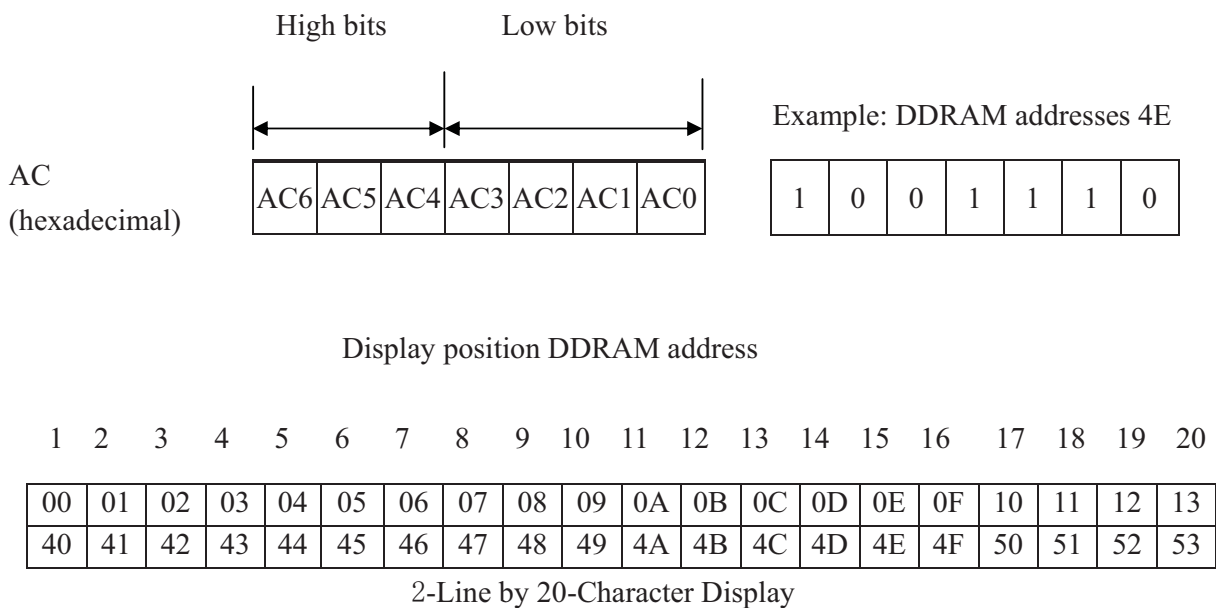 High bits Low bits
Example: DDRAM addresses 4E
AC
(hexadecimal)
AC6 AC5 AC4 AC3 AC2 AC1 AC0 1 0 0 1 1 1 0
Display position DDRAM address
1 2 3 4 5 6 7 8 9 10 11 12 13 14 15 16 17 18 19 20
00 01 02 03 04 05 06 07 08 09 0A 0B 0C 0D 0E 0F 10 11 12 13
40 41 42 43 44 45 46 47 48 49 4A 4B 4C 4D 4E 4F 50 51 52 53
2-Line by 20-Character Display